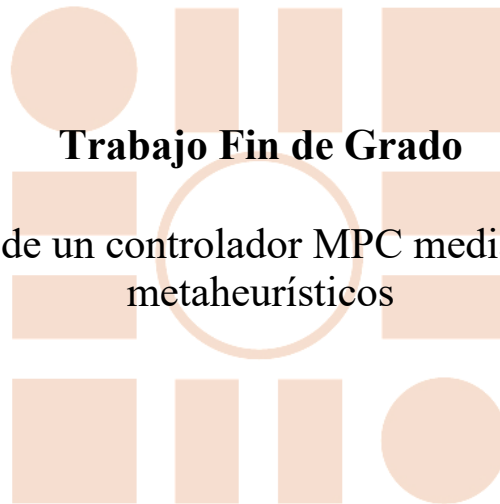 Trabajo Fin de Grado
de un controlador MPC medi
metaheurísticos